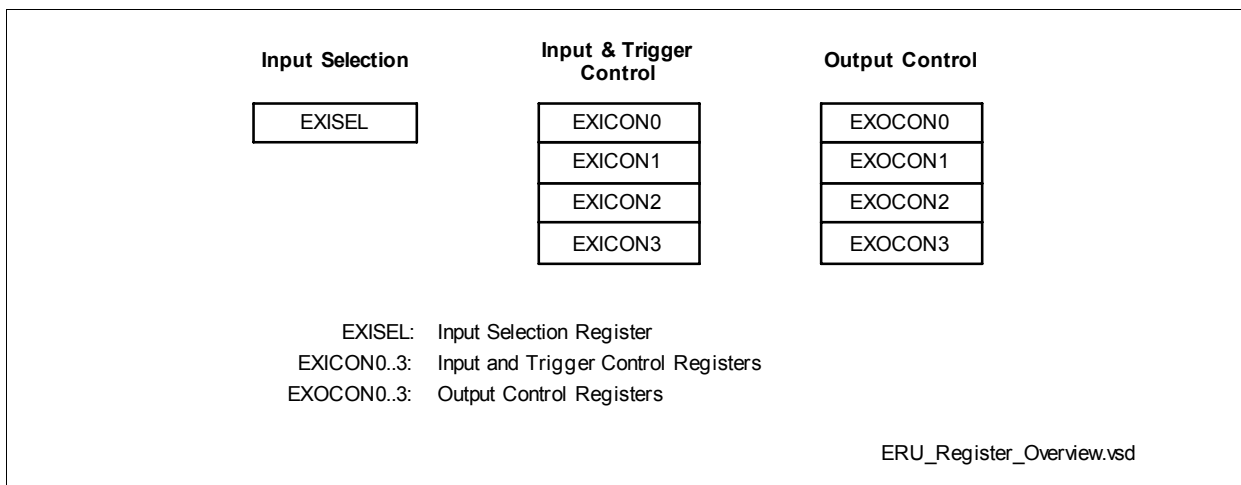 Input Selection
EXISEL
Input & Trigger
Control
EXICON0
EXICON1
EXICON2
EXICON3
Output Control
EXOCON0
EXOCON1
EXOCON2
EXOCON3
EXISEL: Input Selection Register
EXICON0..3: Input and Trigger Control Registers
EXOCON0..3: Output Control Registers
ERU_Register_Overview.vsd